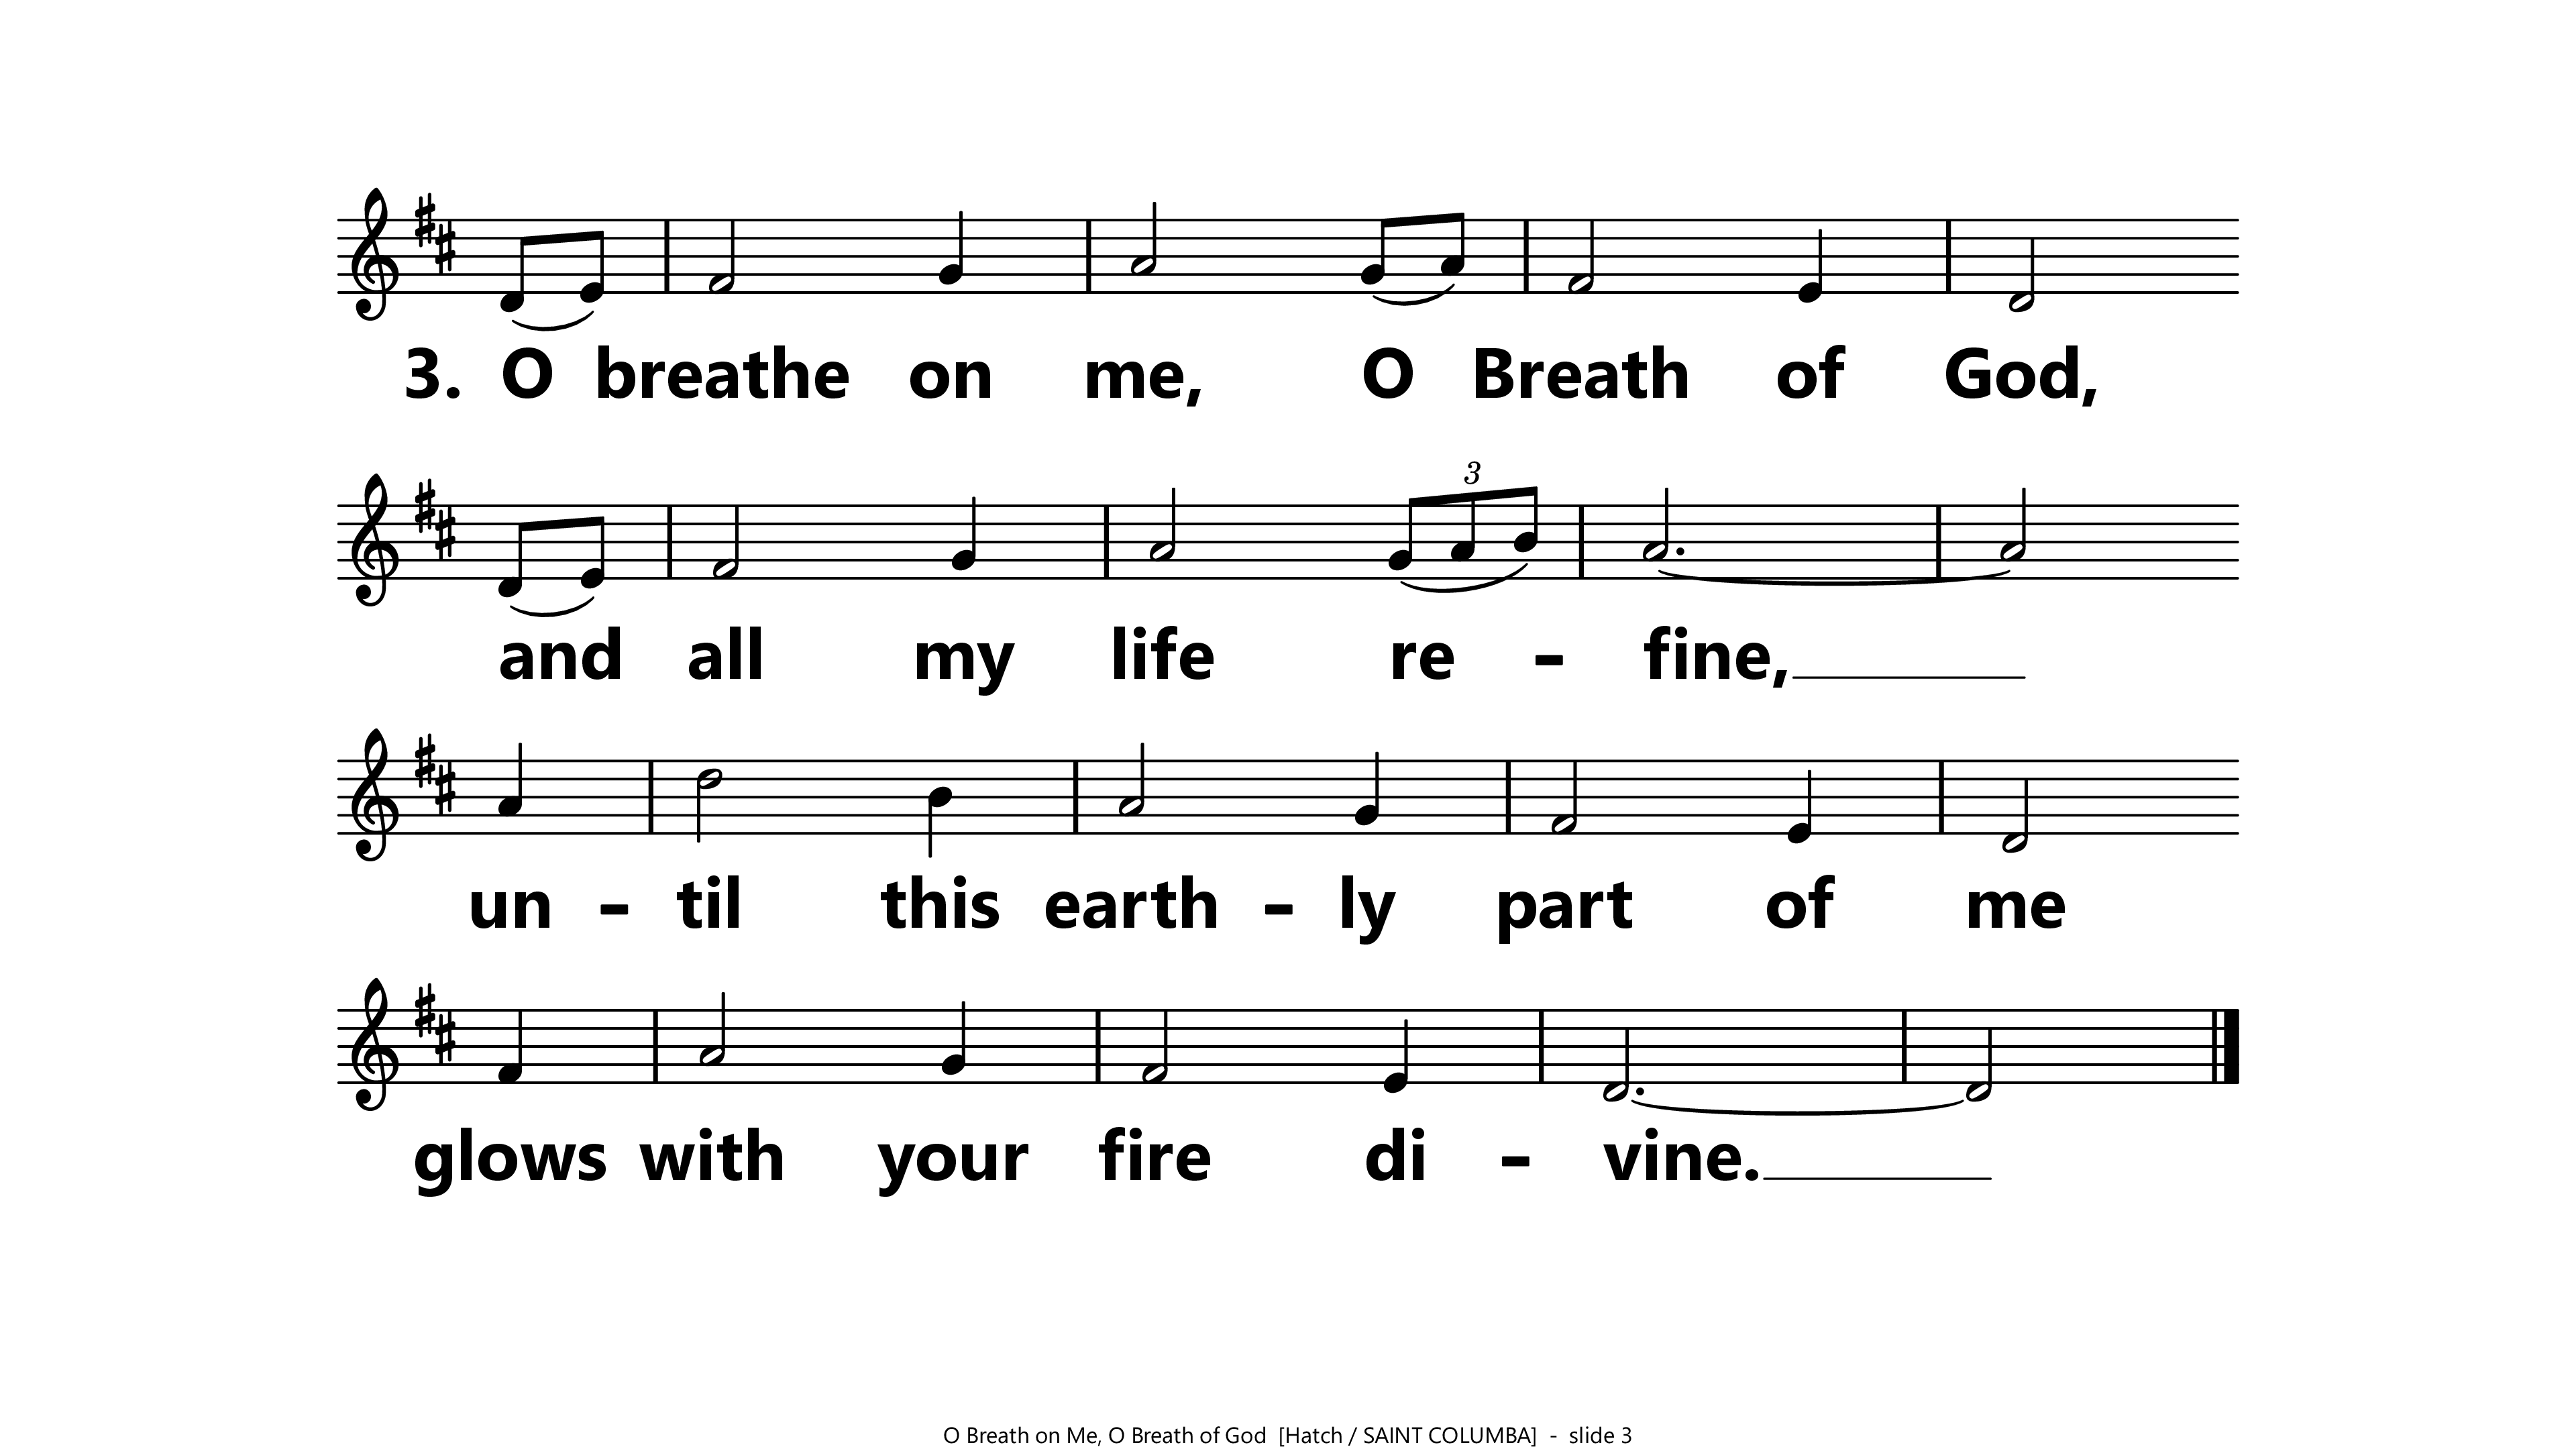 3. O breathe on me, O Breath of God,
3
and all my life re - fine,
un - til this earth - ly part of me
glows with your fire di - vine.
O Breath on Me, O Breath of God [Hatch / SAINT COLUMBA] - slide 3